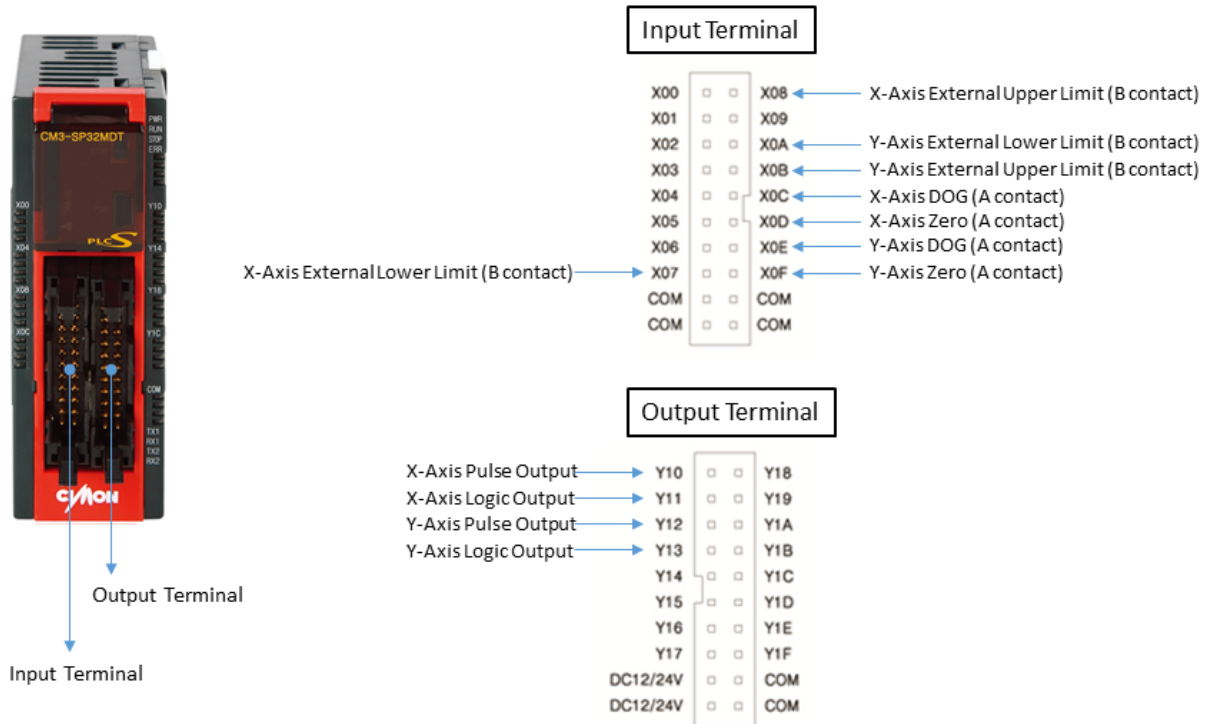 CM3-SP32MDT
PWR
RUN
STOP
ERR
X00
X04
X08
X0C
Y10
Y14
Y18
Y1C
COM
TX1
RX1
TX2
RX2
PLC S
CIMON
Output Terminal
Input Terminal
Input Terminal
X00 X08 X-Axis External Upper Limit (B contact)
X01 X09
X02 X0A Y-Axis External Lower Limit (B contact)
X03 X0B Y-Axis External Upper Limit (B contact)
X04 X0C X-Axis DOG (A contact)
X05 X0D X-Axis Zero (A contact)
X06 X0E Y-Axis DOG (A contact)
X-Axis External Lower Limit (B contact) X07 X0F Y-Axis Zero (A contact)
COM COM
COM COM
Output Terminal
X-Axis Pulse Output Y10 Y18
X-Axis Logic Output Y11 Y19
Y-Axis Pulse Output Y12 Y1A
Y-Axis Logic Output Y13 Y1B
Y14 Y1C
Y15 Y1D
Y16 Y1E
Y17 Y1F
DC12/24V COM
DC12/24V COM